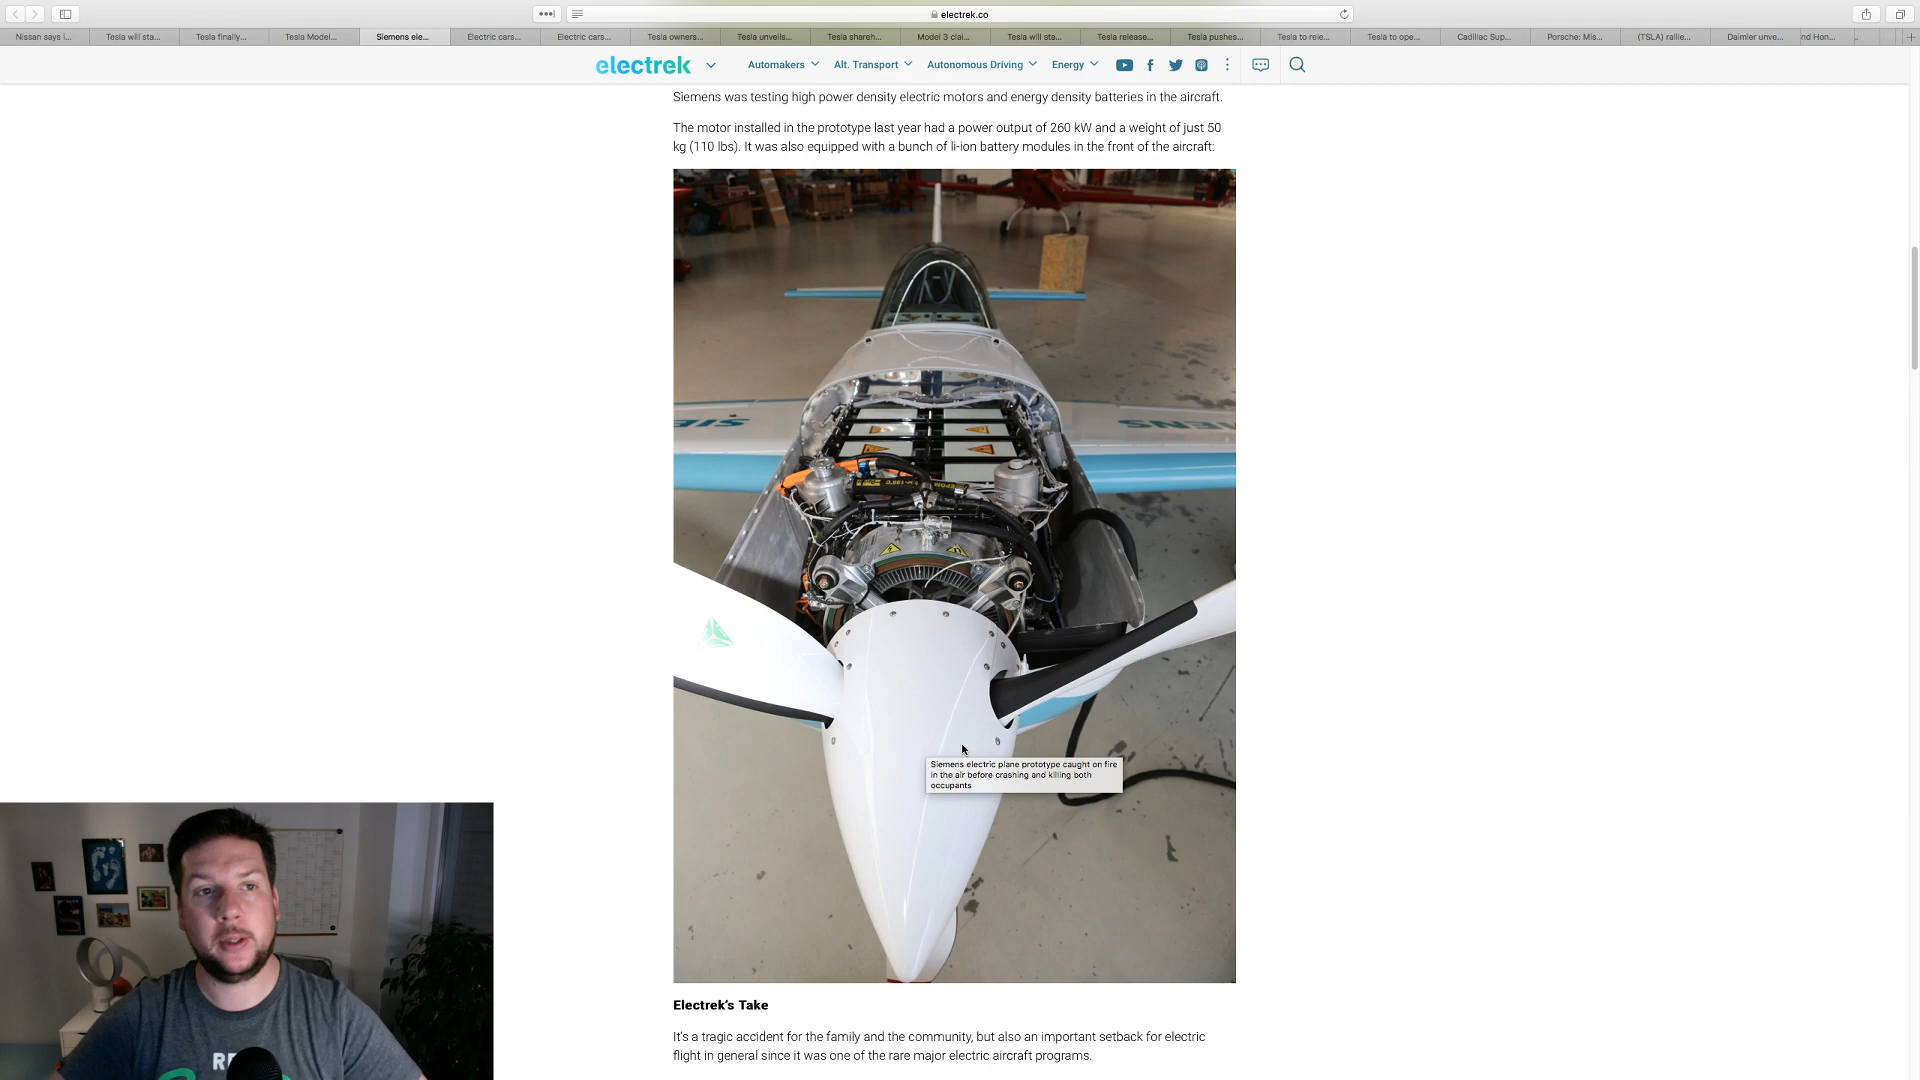 electrek.co
Nissan says i...
Tesla will sta...
Tesla finally...
Tesla Model...
Siemens ele...
Electric cars...
Electric cars...
Tesla owners...
Tesla unveils...
Tesla shareh...
Model 3 clai...
Tesla will sta...
Tesla release...
Tesla pushes...
Tesla to rele...
Tesla to ope...
Cadillac Sup...
Porsche: Mis...
(TSLA) rallie...
Daimler unve...
nd Hon...
electrek
Automakers
Alt. Transport
Autonomous Driving
Energy
Siemens was testing high power density electric motors and energy density batteries in the aircraft.
The motor installed in the prototype last year had a power output of 260 kW and a weight of just 50
kg (110 lbs). It was also equipped with a bunch of li-ion battery modules in the front of the aircraft:
Siemens electric plane prototype caught on fire
in the air before crashing and killing both
occupants
Electrek's Take
It's a tragic accident for the family and the community, but also an important setback for electric
flight in general since it was one of the rare major electric aircraft programs.